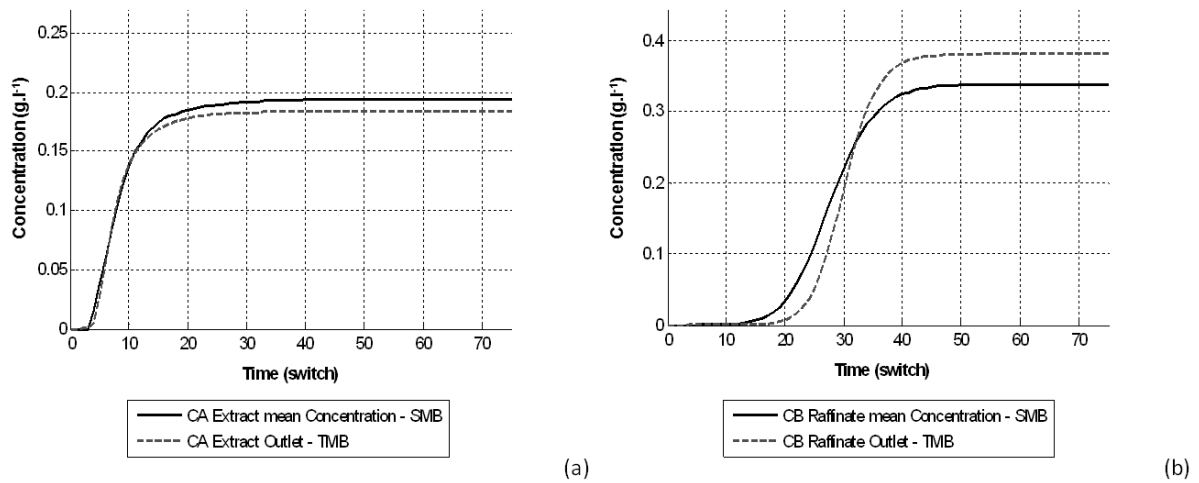 0.25
0.2
0.15
0.1
0.05
0
Concentration (g.l⁻¹)
0 10 20 30 40 50 60 70
Time (switch)
CA Extract mean Concentration - SMB
CA Extract Outlet - TMB
(a)
0.4
0.3
0.2
0.1
0
Concentration (g.l⁻¹)
0 10 20 30 40 50 60 70
Time (switch)
CB Raffinate mean Concentration - SMB
CB Raffinate Outlet - TMB
(b)